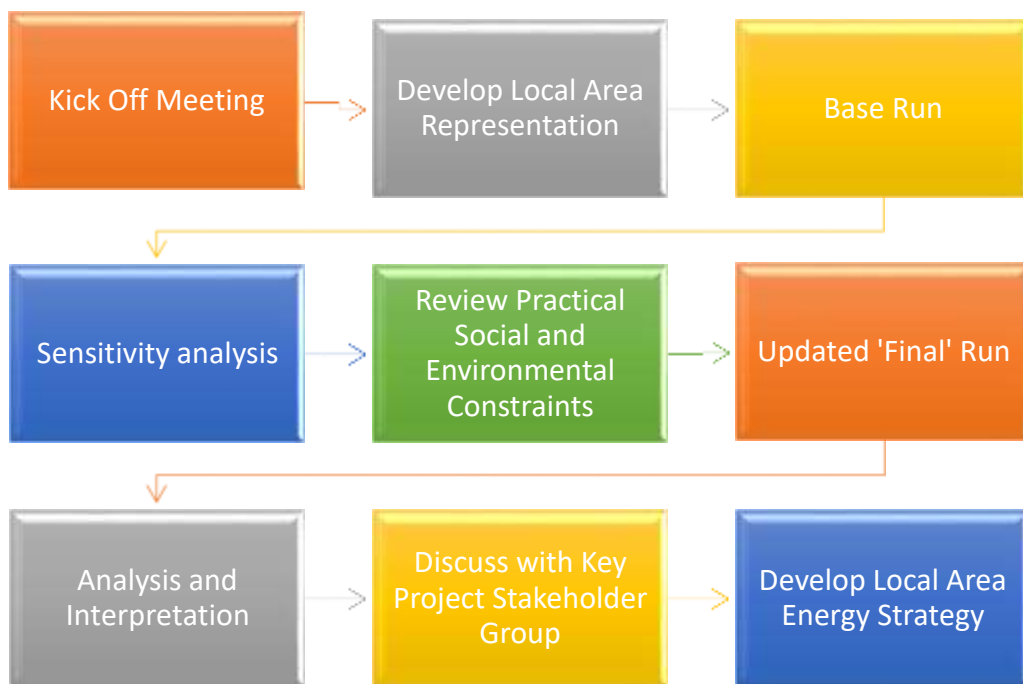 Kick Off Meeting
Develop Local Area
Representation
Base Run
Sensitivity analysis
Review Practical
Social and
Environmental
Constraints
Updated 'Final' Run
Analysis and
Interpretation
Discuss with Key
Project Stakeholder
Group
Develop Local Area
Energy Strategy